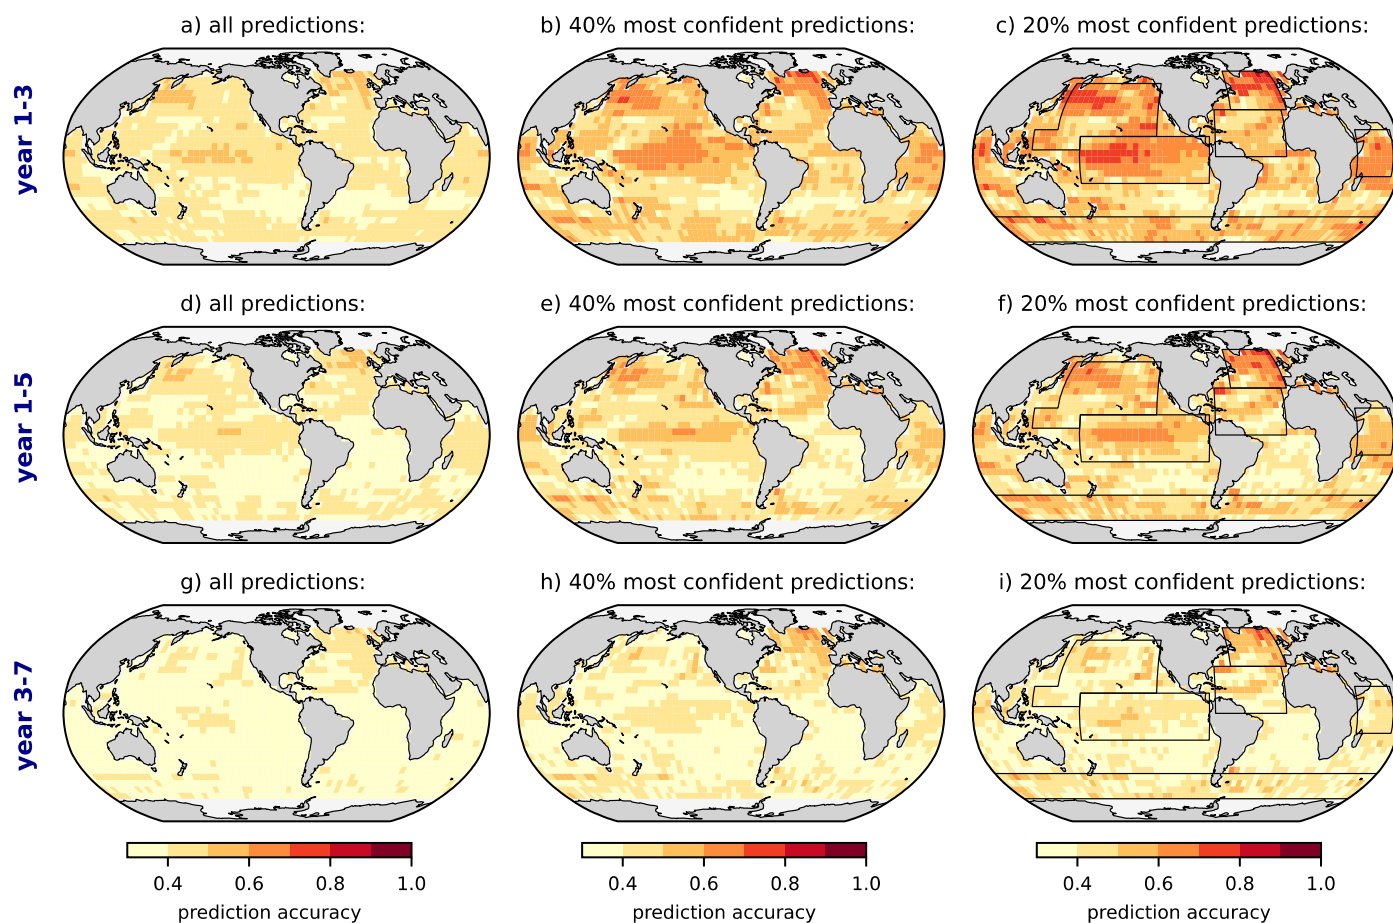 a) all predictions:
b) 40% most confident predictions:
c) 20% most confident predictions:
year 1-3
d) all predictions:
e) 40% most confident predictions:
f) 20% most confident predictions:
year 1-5
g) all predictions:
h) 40% most confident predictions:
i) 20% most confident predictions:
year 3-7
0.4 0.6 0.8 1.0
prediction accuracy
0.4 0.6 0.8 1.0
prediction accuracy
0.4 0.6 0.8 1.0
prediction accuracy